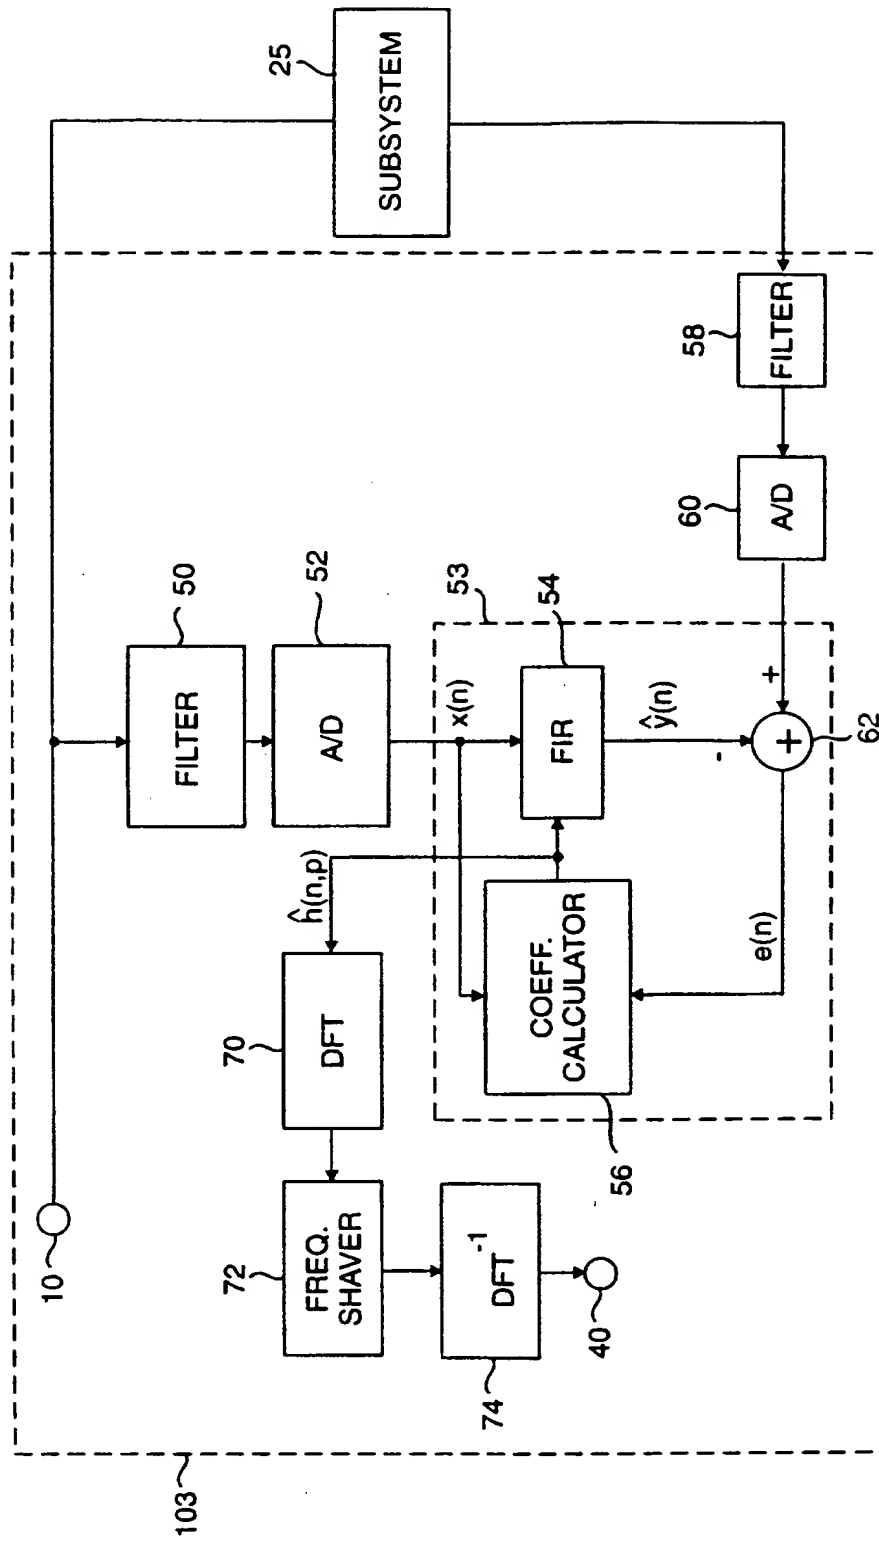 103
10
25
SUBSYSTEM
50
FILTER
52
A/D
x(n)
53
54
FIR
ŷ(n)
-
+
+
62
58
FILTER
60
A/D
e(n)
COEFF.
CALCULATOR
56
ĥ(n,p)
70
DFT
72
FREQ.
SHAVER
74
DFT⁻¹
40